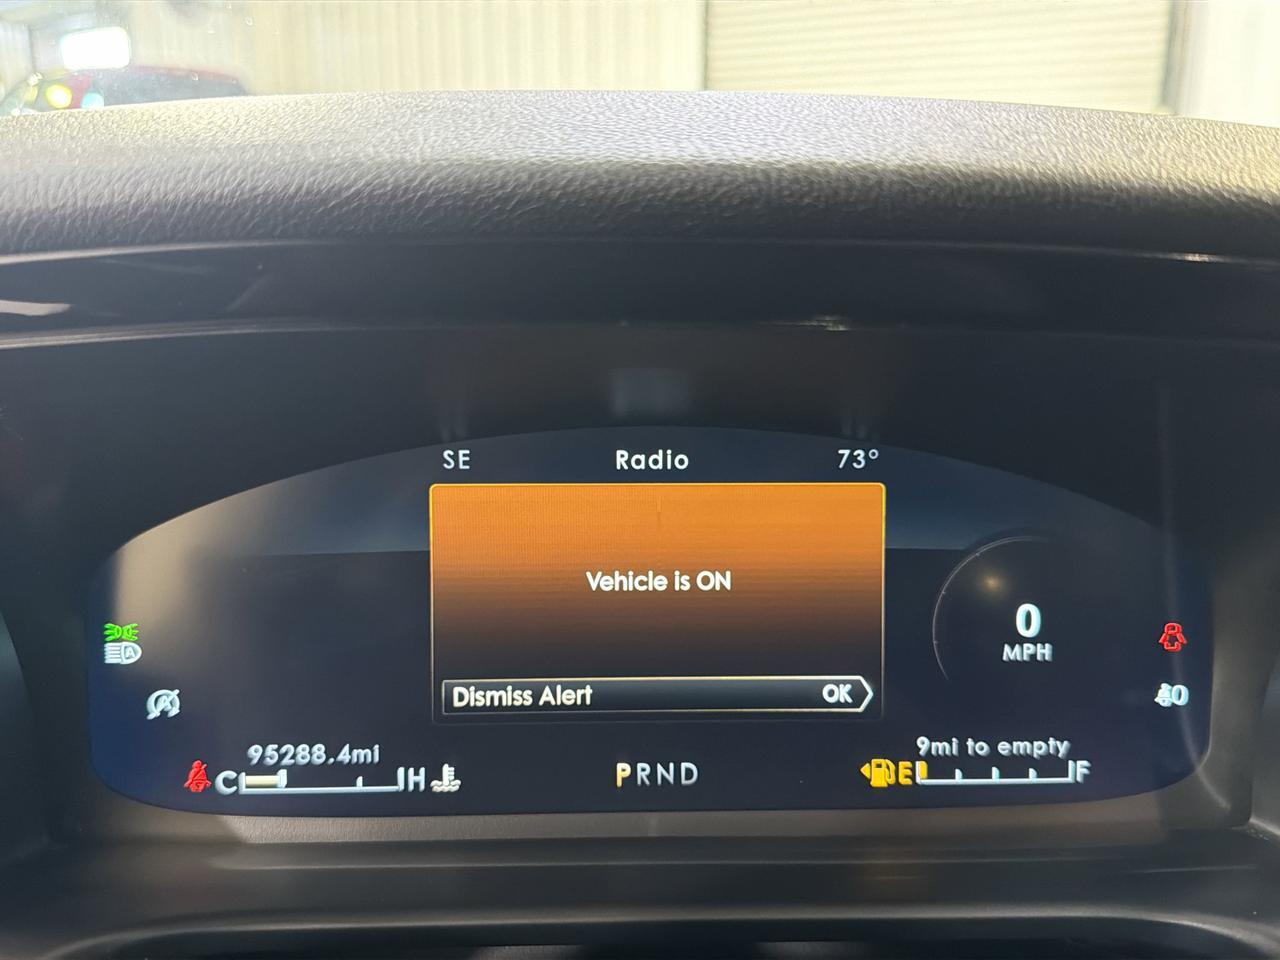 SE Radio 73°
Vehicle is ON
Dismiss Alert OK
0
MPH
A
A
95288.4mi
9mi to empty
C H
PRND
E F